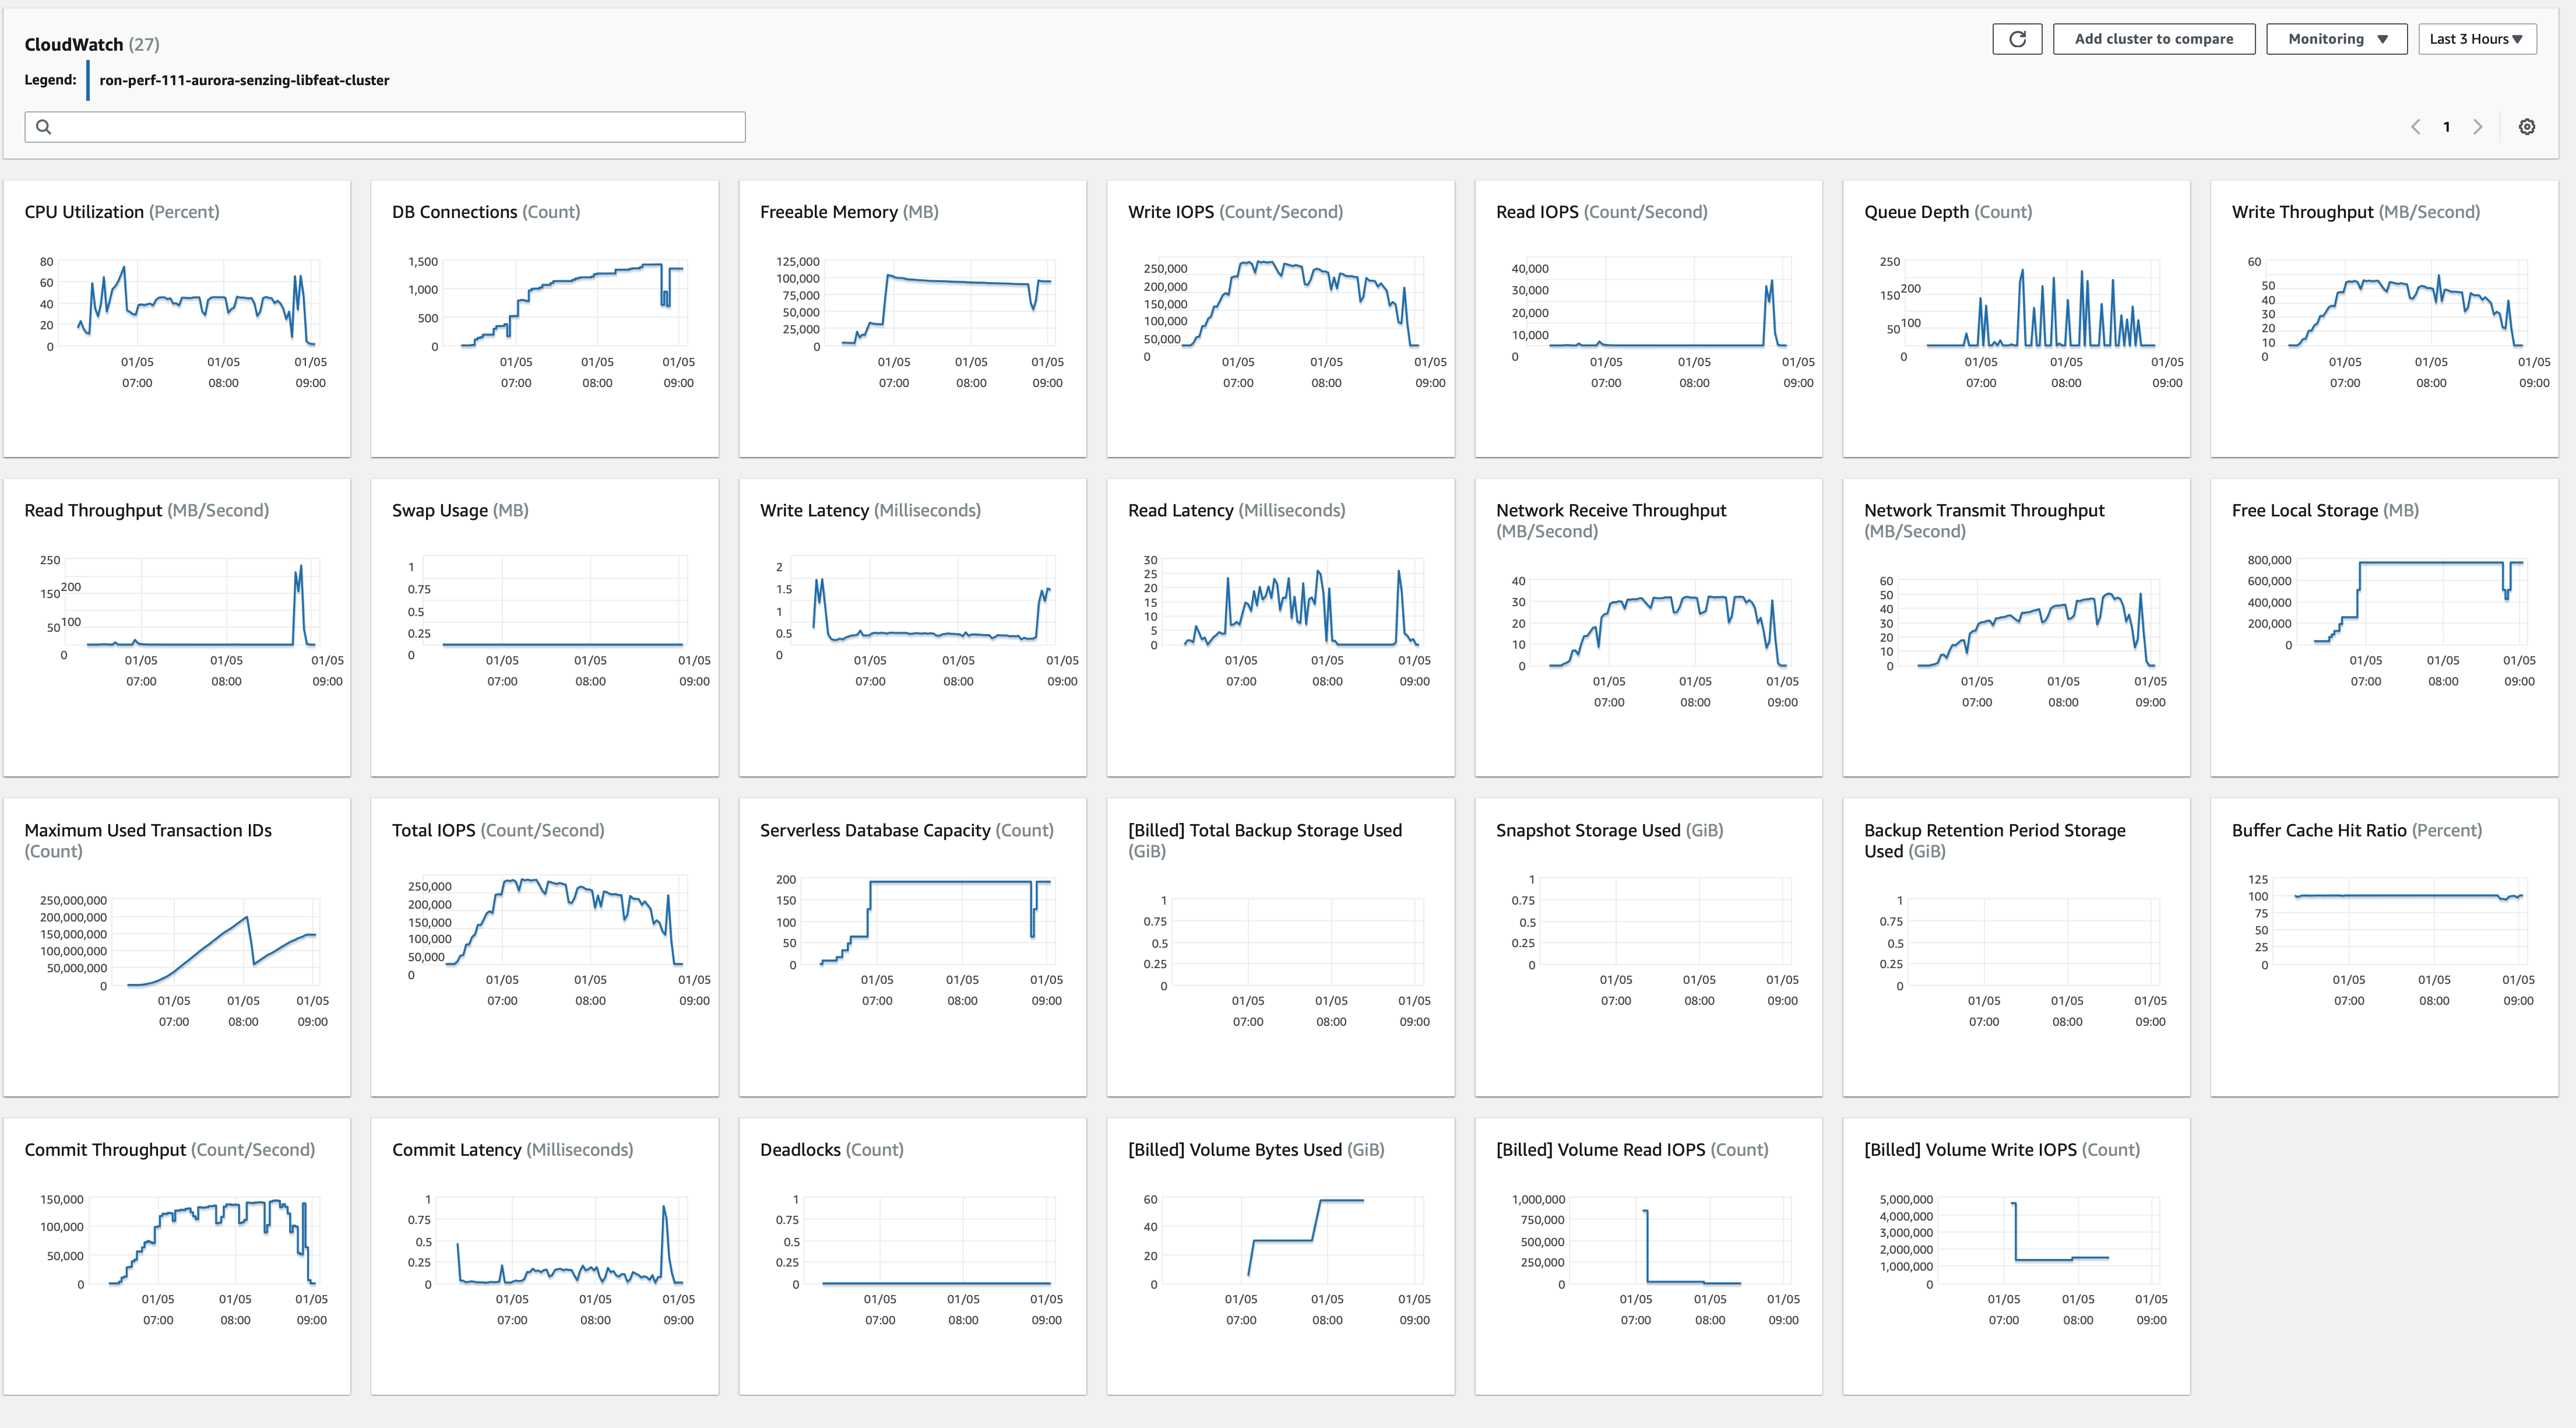 CloudWatch (27)
Add cluster to compare
Monitoring ▼
Last 3 Hours ▼
Legend: ron-perf-111-aurora-senzing-libfeat-cluster
1
CPU Utilization (Percent)
80
60
40
20
0
01/05 01/05 01/05
07:00 08:00 09:00
DB Connections (Count)
1,500
1,000
500
0
01/05 01/05 01/05
07:00 08:00 09:00
Freeable Memory (MB)
125,000
100,000
75,000
50,000
25,000
0
01/05 01/05 01/05
07:00 08:00 09:00
Write IOPS (Count/Second)
250,000
200,000
150,000
100,000
50,000
0
01/05 01/05 01/05
07:00 08:00 09:00
Read IOPS (Count/Second)
40,000
30,000
20,000
10,000
0
01/05 01/05 01/05
07:00 08:00 09:00
Queue Depth (Count)
250
200
150
100
50
0
01/05 01/05 01/05
07:00 08:00 09:00
Write Throughput (MB/Second)
60
50
40
30
20
10
0
01/05 01/05 01/05
07:00 08:00 09:00
Read Throughput (MB/Second)
250
200
150
100
50
0
01/05 01/05 01/05
07:00 08:00 09:00
Swap Usage (MB)
1
0.75
0.5
0.25
0
01/05 01/05 01/05
07:00 08:00 09:00
Write Latency (Milliseconds)
2
1.5
1
0.5
0
01/05 01/05 01/05
07:00 08:00 09:00
Read Latency (Milliseconds)
30
25
20
15
10
5
0
01/05 01/05 01/05
07:00 08:00 09:00
Network Receive Throughput
(MB/Second)
40
30
20
10
0
01/05 01/05 01/05
07:00 08:00 09:00
Network Transmit Throughput
(MB/Second)
60
50
40
30
20
10
0
01/05 01/05 01/05
07:00 08:00 09:00
Free Local Storage (MB)
800,000
600,000
400,000
200,000
0
01/05 01/05 01/05
07:00 08:00 09:00
Maximum Used Transaction IDs
(Count)
250,000,000
200,000,000
150,000,000
100,000,000
50,000,000
0
01/05 01/05 01/05
07:00 08:00 09:00
Total IOPS (Count/Second)
250,000
200,000
150,000
100,000
50,000
0
01/05 01/05 01/05
07:00 08:00 09:00
Serverless Database Capacity (Count)
200
150
100
50
0
01/05 01/05 01/05
07:00 08:00 09:00
[Billed] Total Backup Storage Used
(GiB)
1
0.75
0.5
0.25
0
01/05 01/05 01/05
07:00 08:00 09:00
Snapshot Storage Used (GiB)
1
0.75
0.5
0.25
0
01/05 01/05 01/05
07:00 08:00 09:00
Backup Retention Period Storage
Used (GiB)
1
0.75
0.5
0.25
0
01/05 01/05 01/05
07:00 08:00 09:00
Buffer Cache Hit Ratio (Percent)
125
100
75
50
25
0
01/05 01/05 01/05
07:00 08:00 09:00
Commit Throughput (Count/Second)
150,000
100,000
50,000
0
01/05 01/05 01/05
07:00 08:00 09:00
Commit Latency (Milliseconds)
1
0.75
0.5
0.25
0
01/05 01/05 01/05
07:00 08:00 09:00
Deadlocks (Count)
1
0.75
0.5
0.25
0
01/05 01/05 01/05
07:00 08:00 09:00
[Billed] Volume Bytes Used (GiB)
60
40
20
0
01/05 01/05 01/05
07:00 08:00 09:00
[Billed] Volume Read IOPS (Count)
1,000,000
750,000
500,000
250,000
0
01/05 01/05 01/05
07:00 08:00 09:00
[Billed] Volume Write IOPS (Count)
5,000,000
4,000,000
3,000,000
2,000,000
1,000,000
0
01/05 01/05 01/05
07:00 08:00 09:00